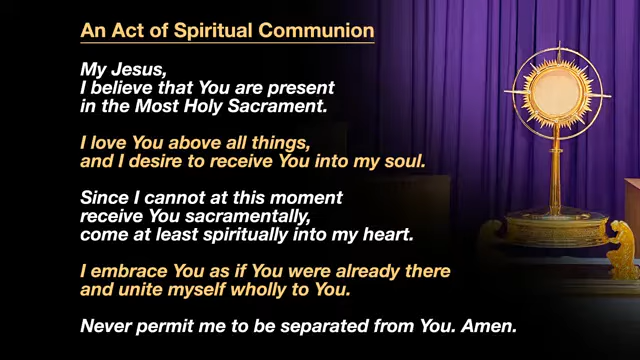 An Act of Spiritual Communion
My Jesus,
I believe that You are present
in the Most Holy Sacrament.
I love You above all things,
and I desire to receive You into my soul.
Since I cannot at this moment
receive You sacramentally,
come at least spiritually into my heart.
I embrace You as if You were already there
and unite myself wholly to You.
Never permit me to be separated from You. Amen.